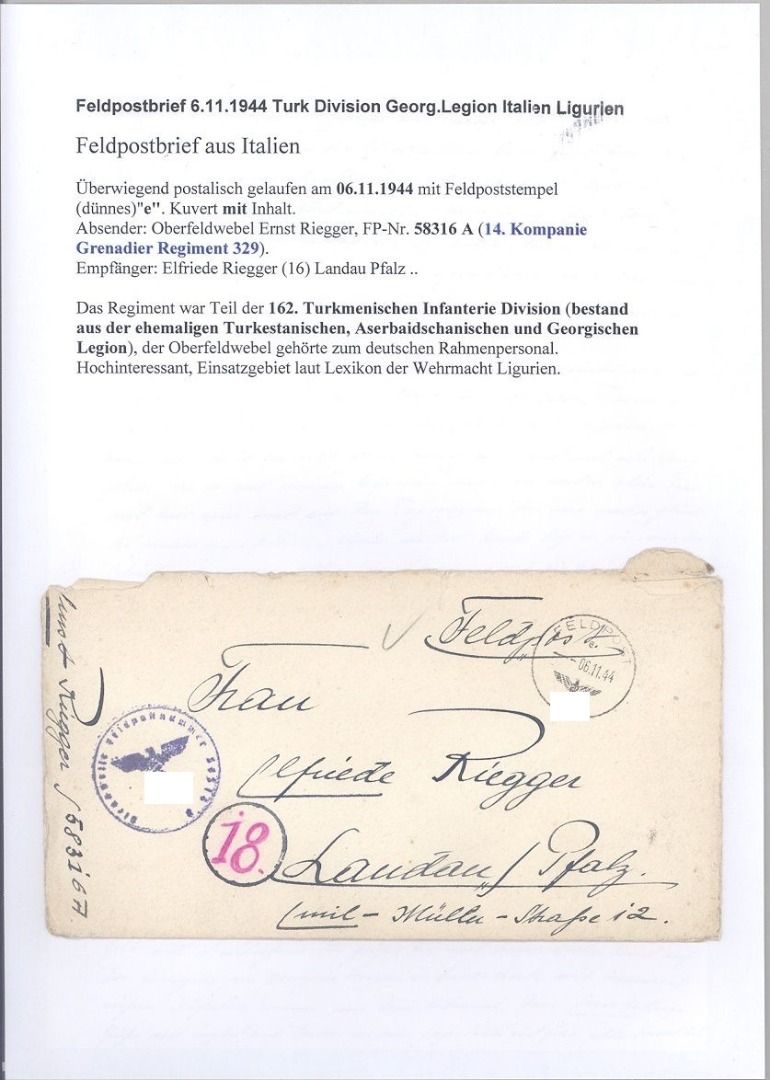 Feldpostbrief 6.11.1944 Turk Division Georg.Legion Italien Ligurien
Feldpostbrief aus Italien
Überwiegend postalisch gelaufen am 06.11.1944 mit Feldpoststempel
(dünnes)"e". Kuvert mit Inhalt.
Absender: Oberfeldwebel Ernst Riegger, FP-Nr. 58316 A (14. Kompanie
Grenadier Regiment 329).
Empfänger: Elfriede Riegger (16) Landau Pfalz ..
Das Regiment war Teil der 162. Turkmenischen Infanterie Division (bestand
aus der ehemaligen Turkestanischen, Aserbaidschanischen und Georgischen
Legion), der Oberfeldwebel gehörte zum deutschen Rahmenpersonal.
Hochinteressant, Einsatzgebiet laut Lexikon der Wehrmacht Ligurien.
Feldpost
FELDPOST
e
-06.11.44
Frau
Elfriede Riegger
Landau / Pfalz.
Emil-Müller-Straße 12.
18.
Dienststelle Feldpostnummer
Ernst Riegger / 58316 A.